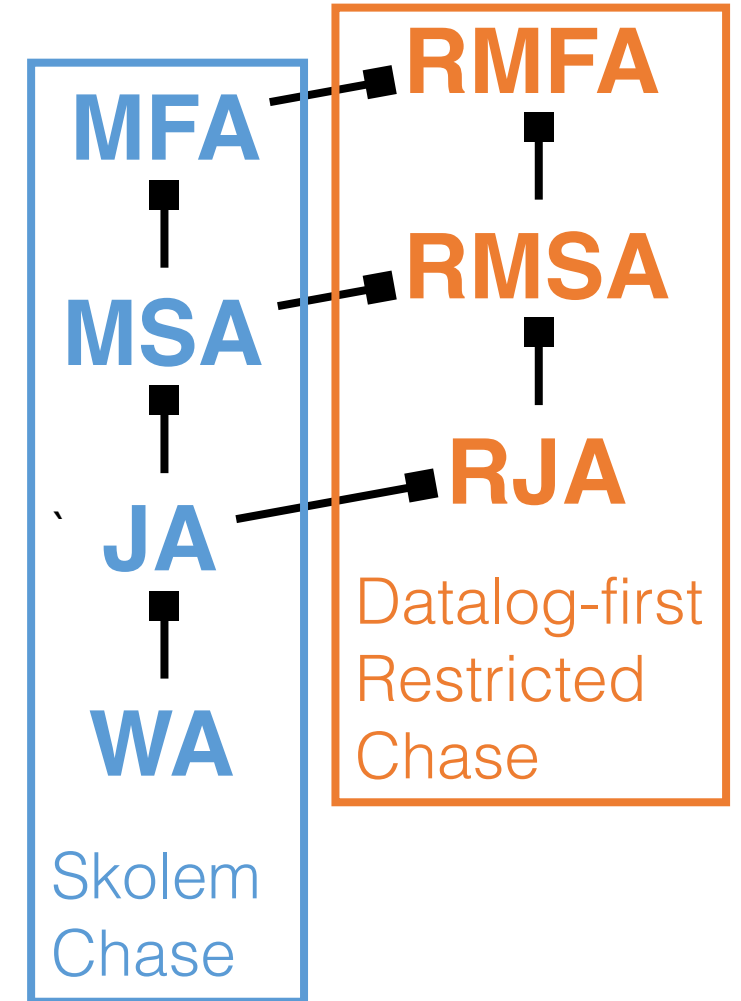 MFA
MSA
` JA
WA
Skolem
Chase
RMFA
RMSA
RJA
Datalog-first
Restricted
Chase